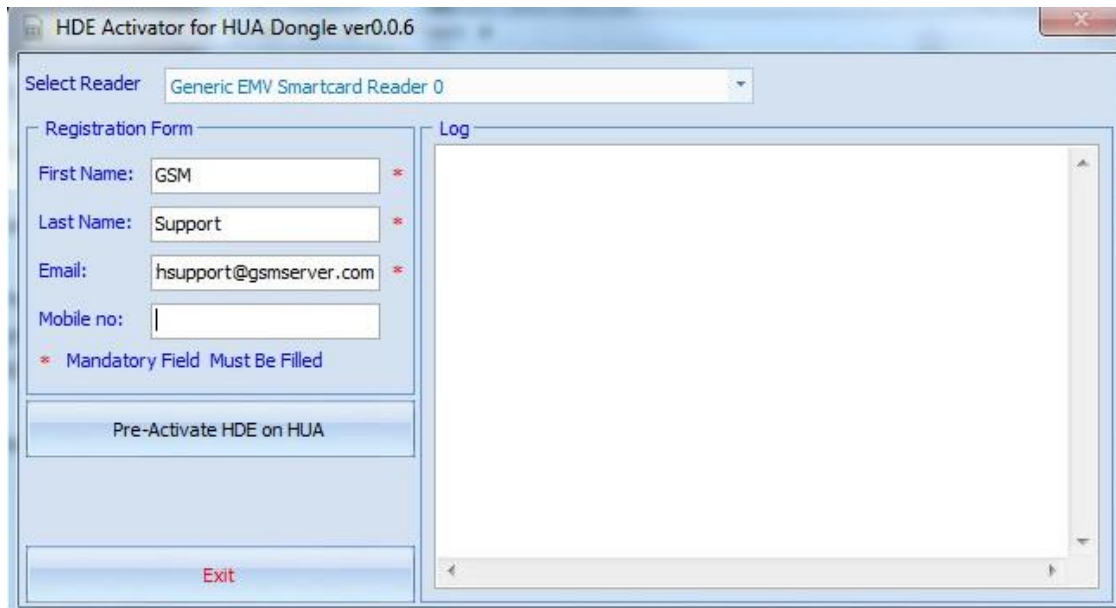 HDE Activator for HUA Dongle ver0.0.6
Select Reader Generic EMV Smartcard Reader 0
Registration Form
First Name: GSM *
Last Name: Support *
Email: hsupport@gsmserver.com *
Mobile no:
* Mandatory Field Must Be Filled
Pre-Activate HDE on HUA
Exit
Log